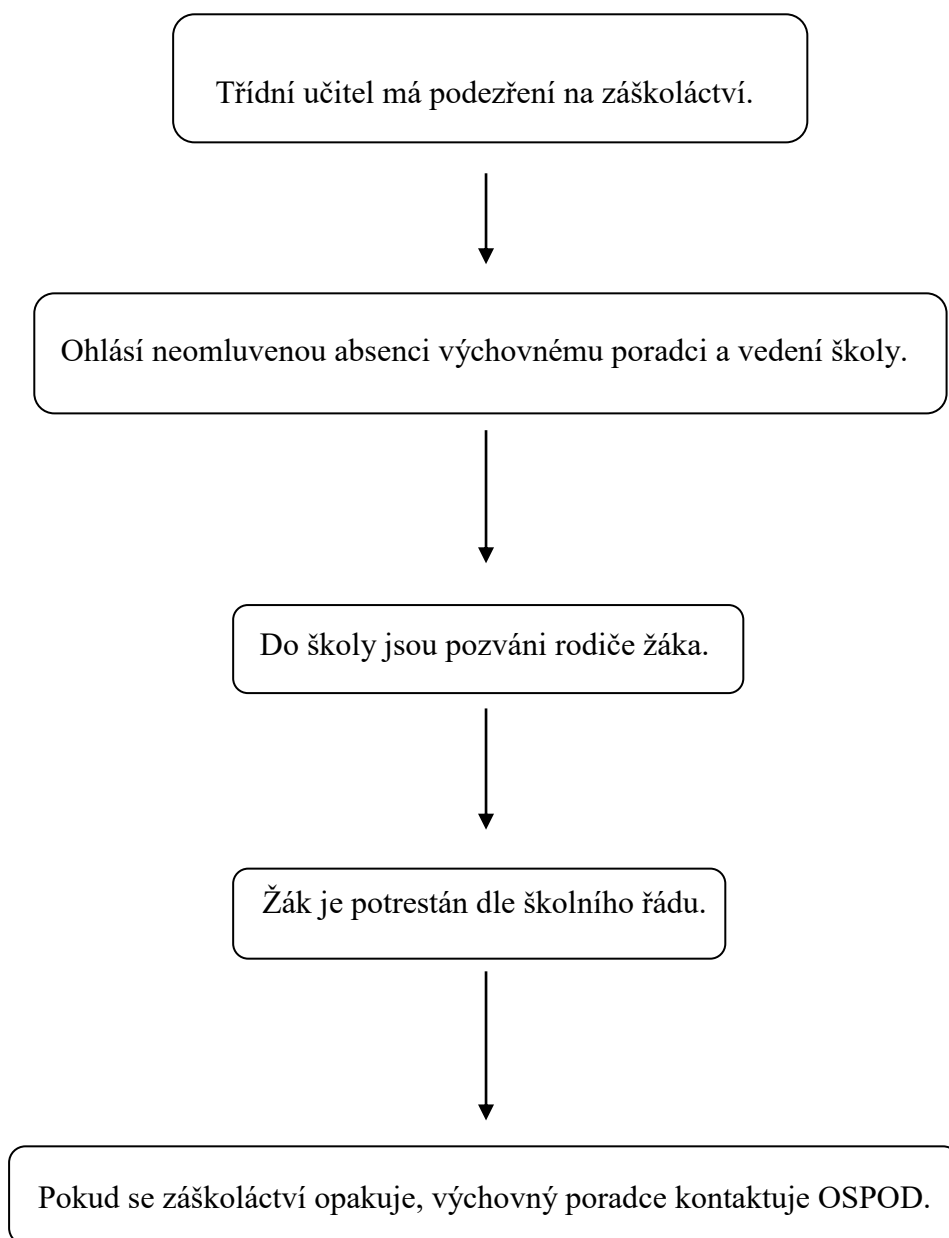 Třídní učitel má podezření na záškoláctví.
Ohlásí neomluvenou absenci výchovnému poradci a vedení školy.
Do školy jsou pozváni rodiče žáka.
Žák je potrestán dle školního řádu.
Pokud se záškoláctví opakuje, výchovný poradce kontaktuje OSPOD.